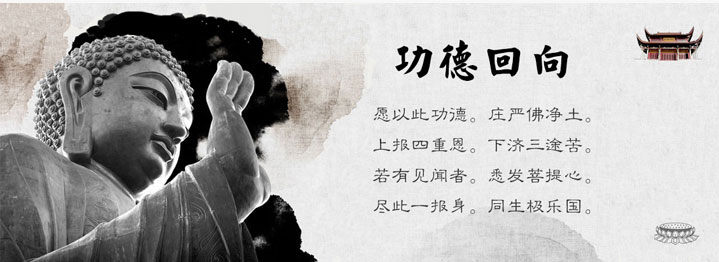 功德回向
愿以此功德。庄严佛净土。
上报四重恩。下济三途苦。
若有见闻者。悉发菩提心。
尽此一报身。同生极乐国。